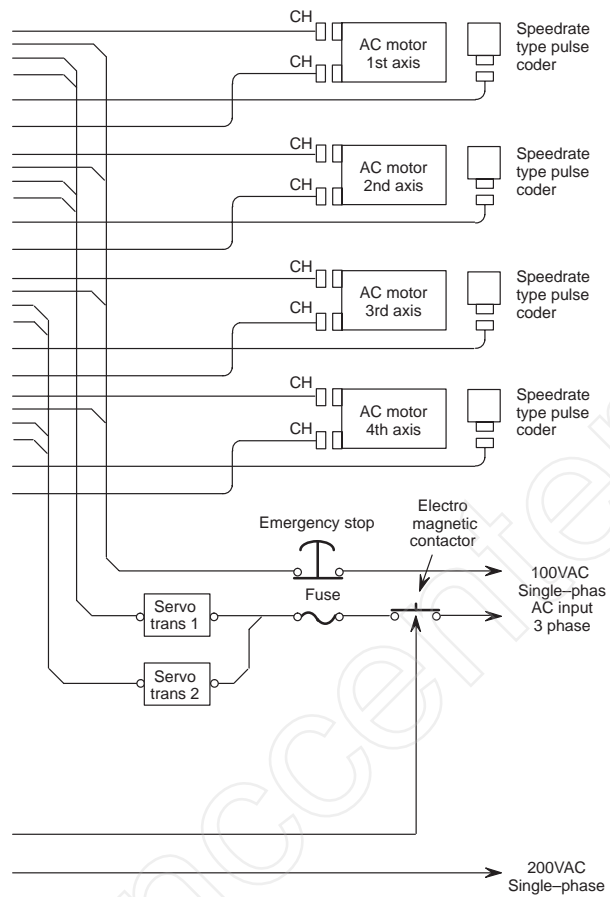 CH
AC motor
1st axis
CH
Speedrate
type pulse
coder
CH
AC motor
2nd axis
CH
Speedrate
type pulse
coder
CH
AC motor
3rd axis
CH
Speedrate
type pulse
coder
CH
AC motor
4th axis
CH
Speedrate
type pulse
coder
Emergency stop
Electro
magnetic
contactor
Fuse
100VAC
Single–phas
AC input
3 phase
Servo
trans 1
Servo
trans 2
200VAC
Single–phase